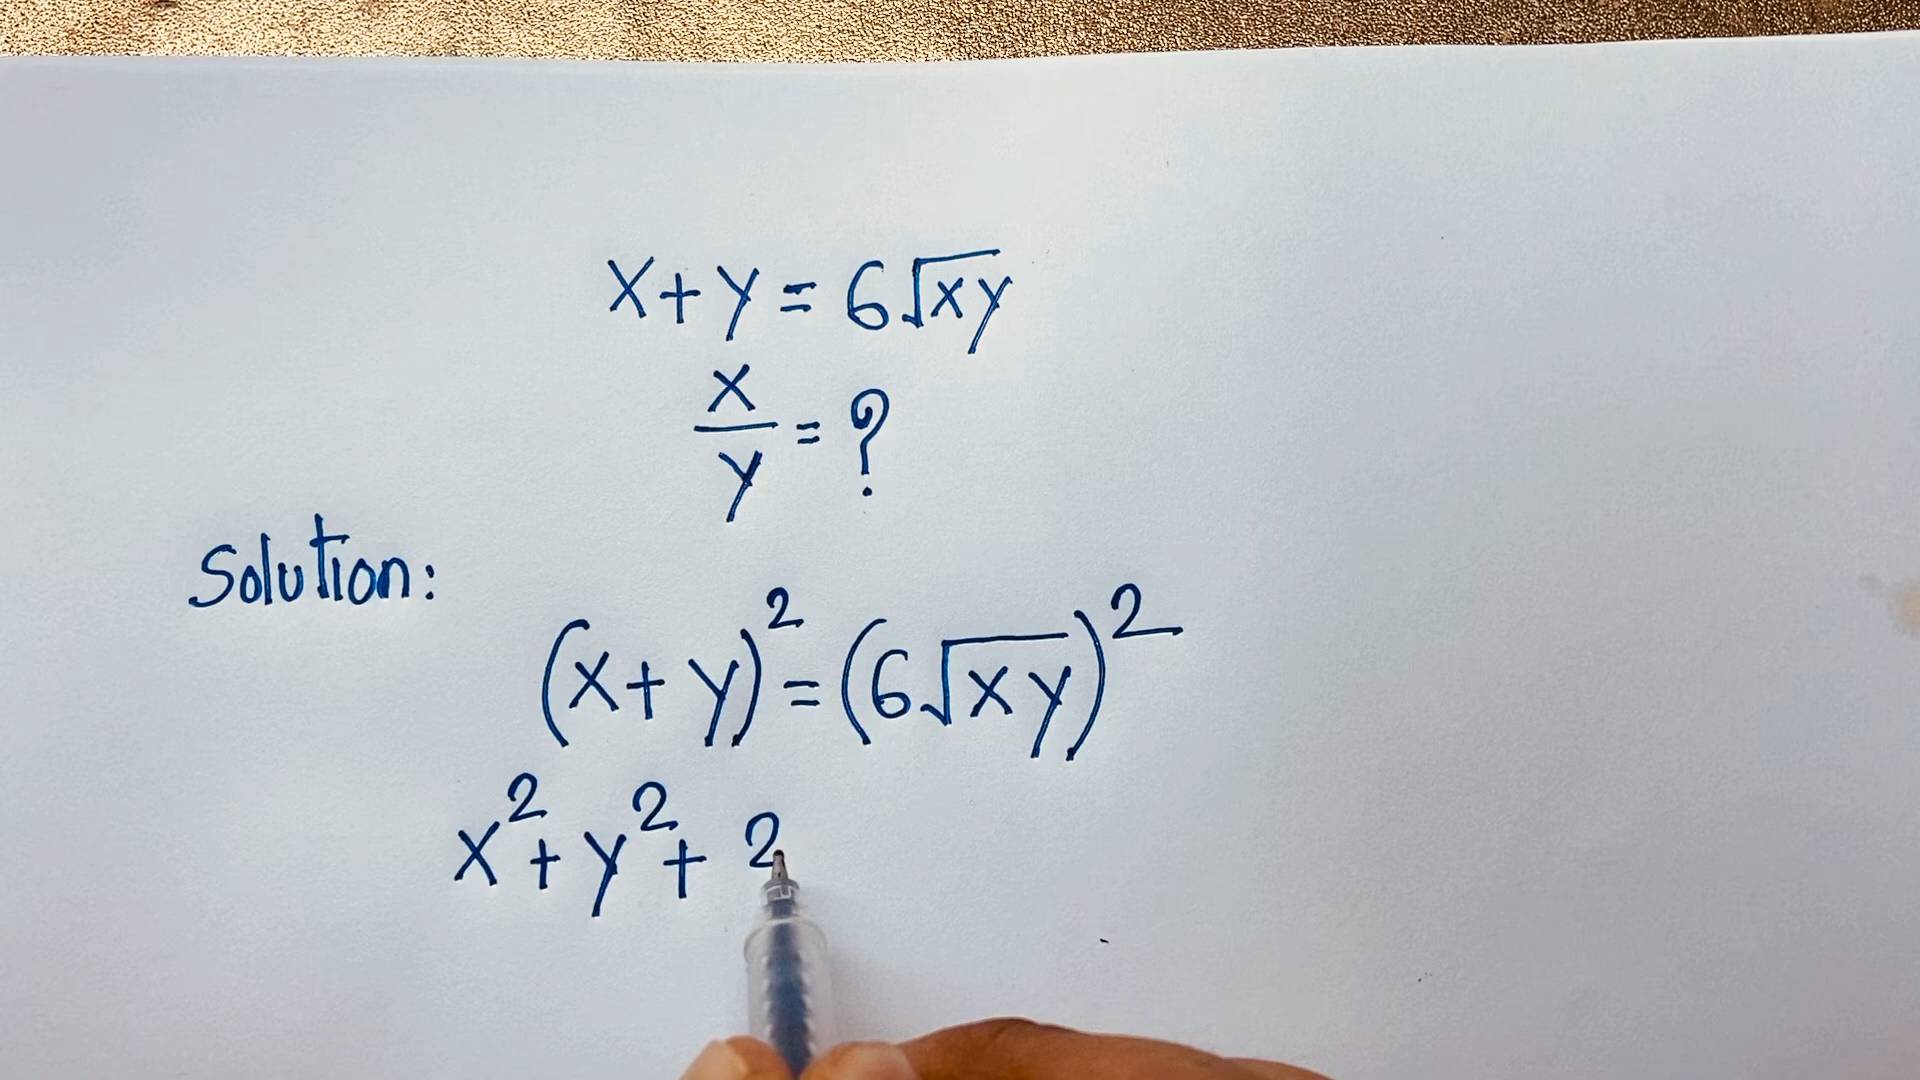 x+y=6√xy
x/y=?
Solution:
(x+y)²=(6√xy)²
x²+y²+2